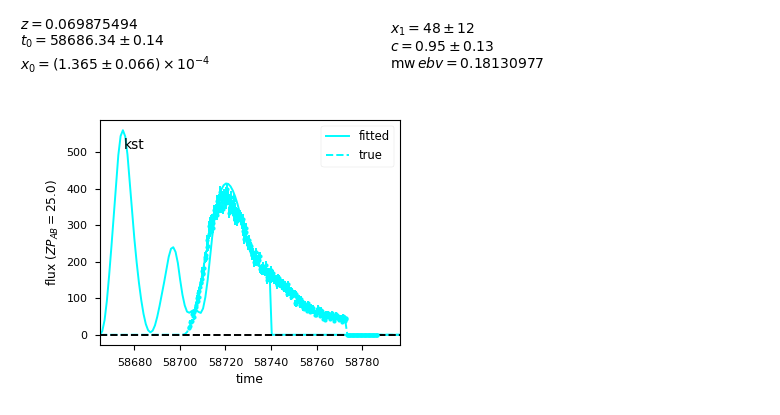 z = 0.069875494
t₀ = 58686.34 ± 0.14
x₀ = (1.365 ± 0.066) × 10⁻⁴
x₁ = 48 ± 12
c = 0.95 ± 0.13
mw ebv = 0.18130977
kst
fitted
true
flux (ZP_AB = 25.0)
500
400
300
200
100
0
58680 58700 58720 58740 58760 58780
time